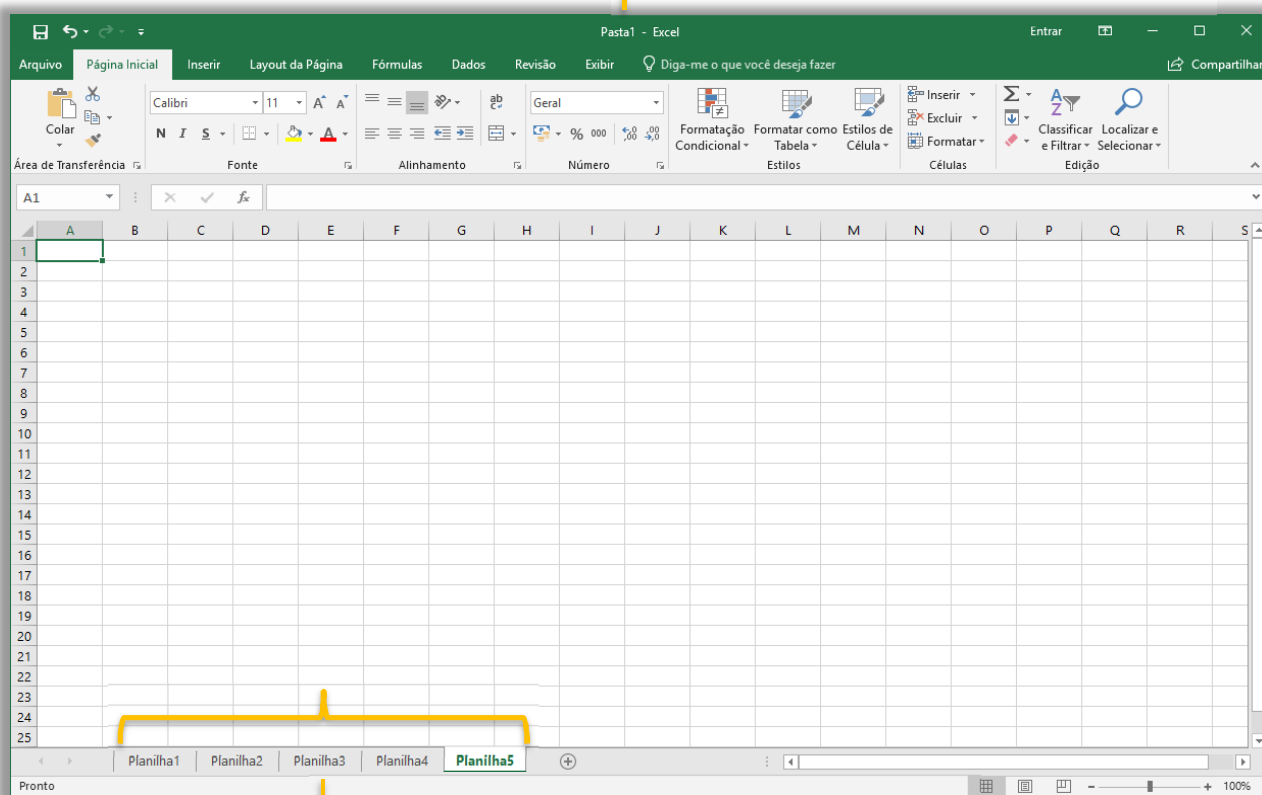 Pasta1 - Excel Entrar
Arquivo Página Inicial Inserir Layout da Página Fórmulas Dados Revisão Exibir Diga-me o que você deseja fazer Compartilhar
Colar
Calibri 11 A A ab c Geral
N I S A % 000 ,00 ,00
Formatação Condicional
Formatar como Tabela
Estilos de Célula
Inserir
Excluir
Formatar
Σ
A Z
Classificar e Filtrar
Localizar e Selecionar
Área de Transferência Fonte Alinhamento Número Estilos Células Edição
A1 fx
A B C D E F G H I J K L M N O P Q R S
1
2
3
4
5
6
7
8
9
10
11
12
13
14
15
16
17
18
19
20
21
22
23
24
25
Planilha1 Planilha2 Planilha3 Planilha4 Planilha5
Pronto - + 100%